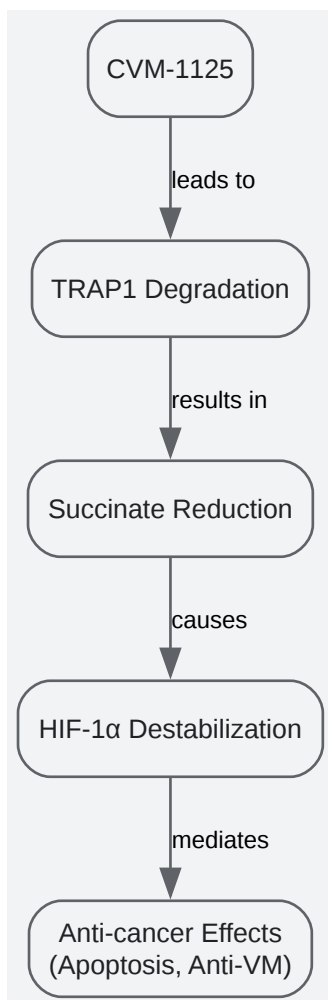 CVM-1125
leads to
TRAP1 Degradation
results in
Succinate Reduction
causes
HIF-1α Destabilization
mediates
Anti-cancer Effects
(Apoptosis, Anti-VM)